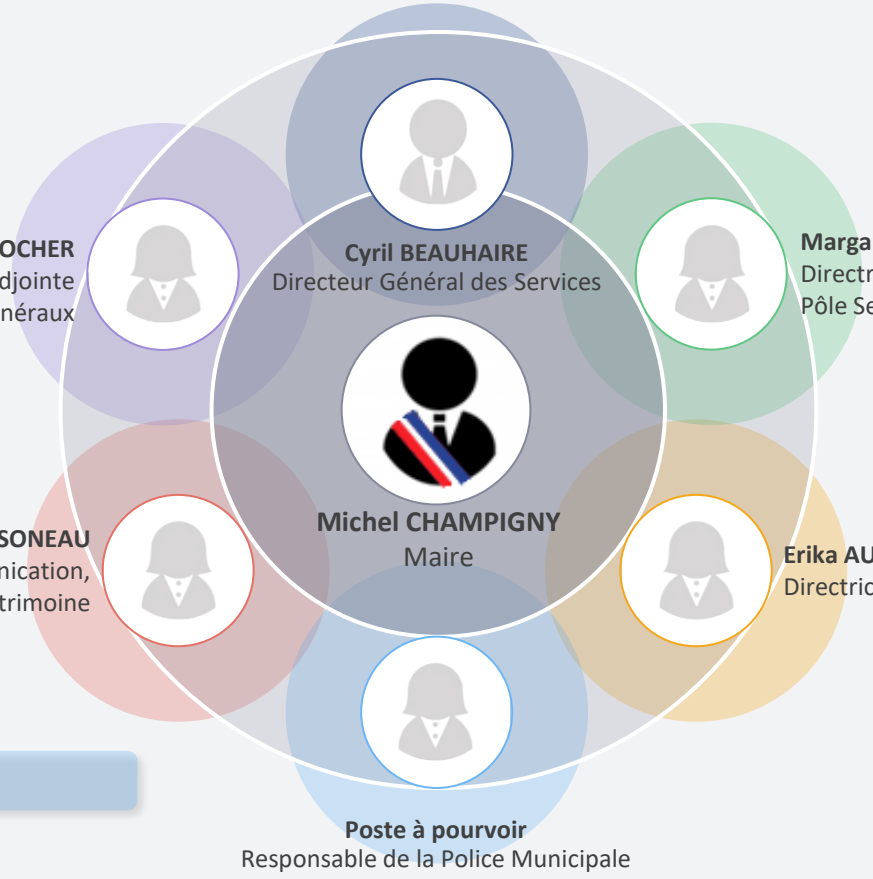 Cyril BEAUHAIRE
Directeur Général des Services
OCHER
djointe
néraux
Marga
Directr
Pôle Se
Michel CHAMPIGNY
Maire
SONEAU
nication,
trimoine
Erika AU
Directric
Poste à pourvoir
Responsable de la Police Municipale